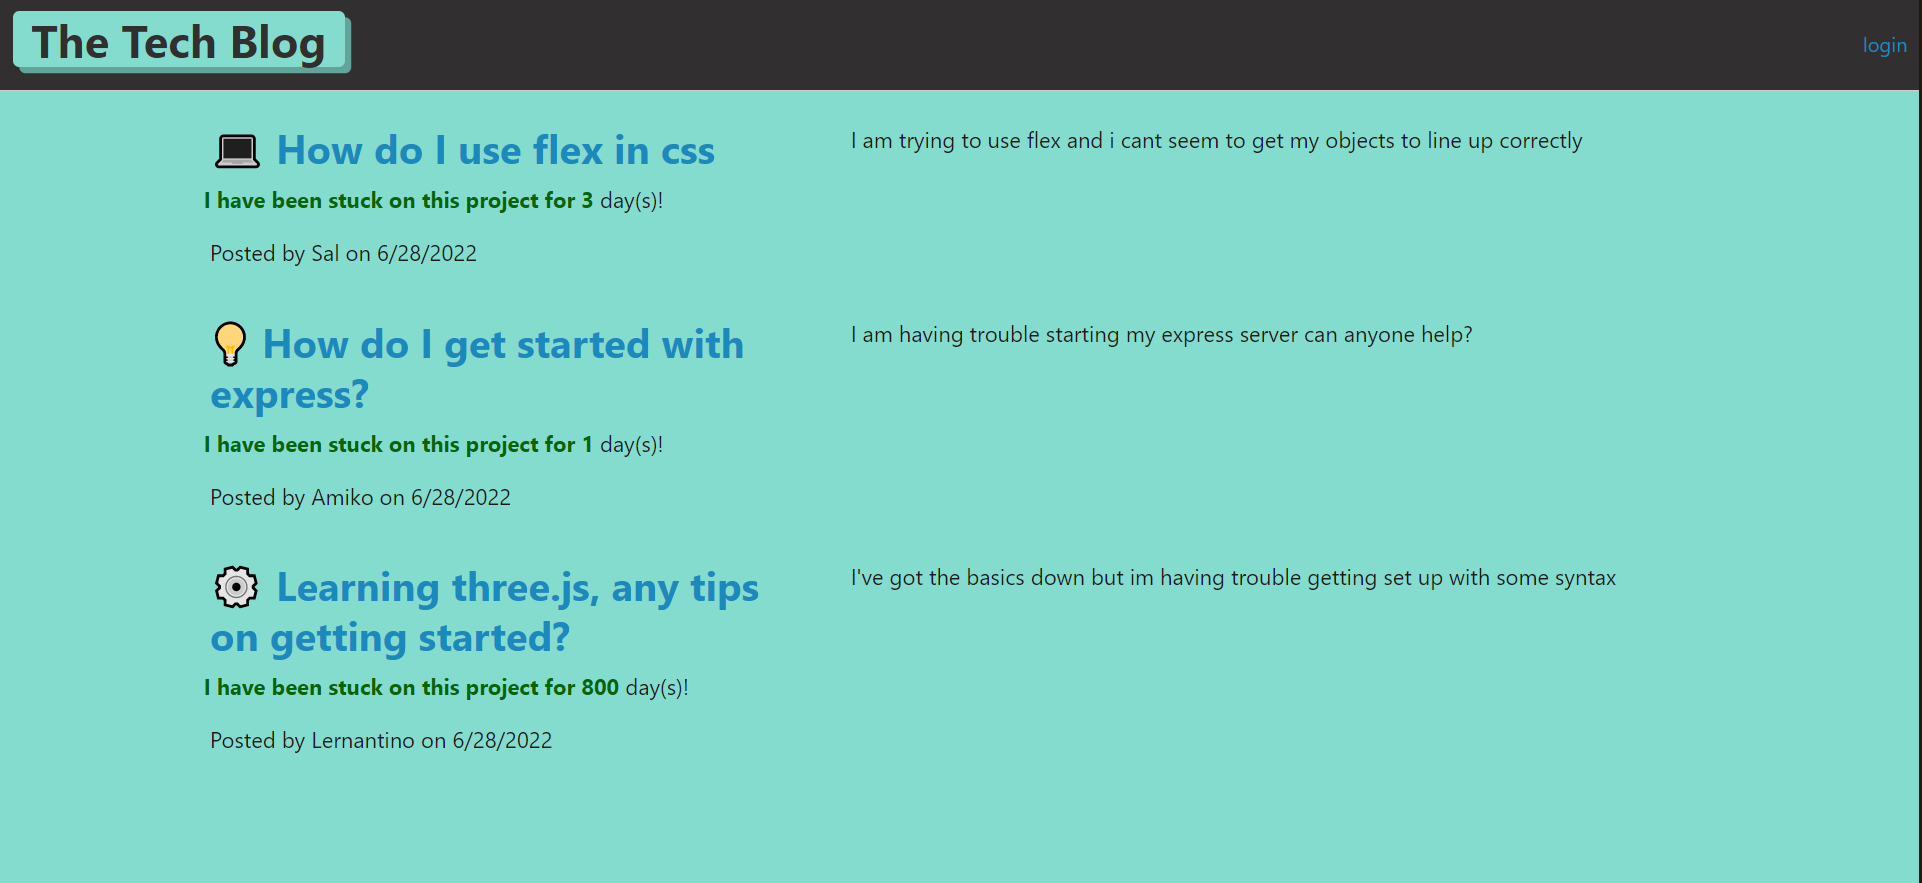 The Tech Blog
login
How do I use flex in css
I am trying to use flex and i cant seem to get my objects to line up correctly
I have been stuck on this project for 3 day(s)!
Posted by Sal on 6/28/2022
How do I get started with
express?
I am having trouble starting my express server can anyone help?
I have been stuck on this project for 1 day(s)!
Posted by Amiko on 6/28/2022
Learning three.js, any tips
on getting started?
I've got the basics down but im having trouble getting set up with some syntax
I have been stuck on this project for 800 day(s)!
Posted by Lernantino on 6/28/2022